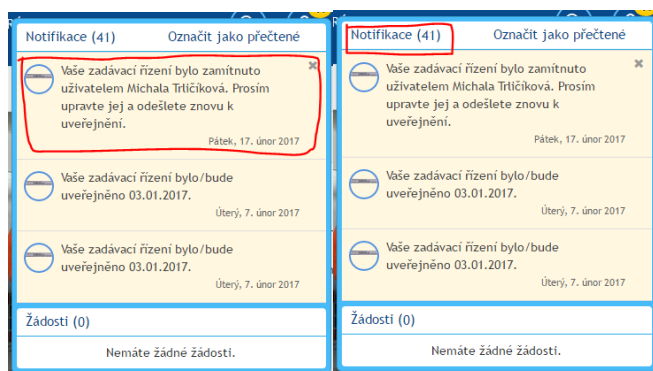 Notifikace (41) Označit jako přečtené
Vaše zadávací řízení bylo zamítnuto
uživatelem Michala Trličíková. Prosím
upravte jej a odešlete znovu k
uveřejnění.
Pátek, 17. únor 2017
Vaše zadávací řízení bylo/bude
uveřejněno 03.01.2017.
Úterý, 7. únor 2017
Vaše zadávací řízení bylo/bude
uveřejněno 03.01.2017.
Úterý, 7. únor 2017
Žádosti (0)
Nemáte žádné žádosti.
Notifikace (41) Označit jako přečtené
Vaše zadávací řízení bylo zamítnuto
uživatelem Michala Trličíková. Prosím
upravte jej a odešlete znovu k
uveřejnění.
Pátek, 17. únor 2017
Vaše zadávací řízení bylo/bude
uveřejněno 03.01.2017.
Úterý, 7. únor 2017
Vaše zadávací řízení bylo/bude
uveřejněno 03.01.2017.
Úterý, 7. únor 2017
Žádosti (0)
Nemáte žádné žádosti.